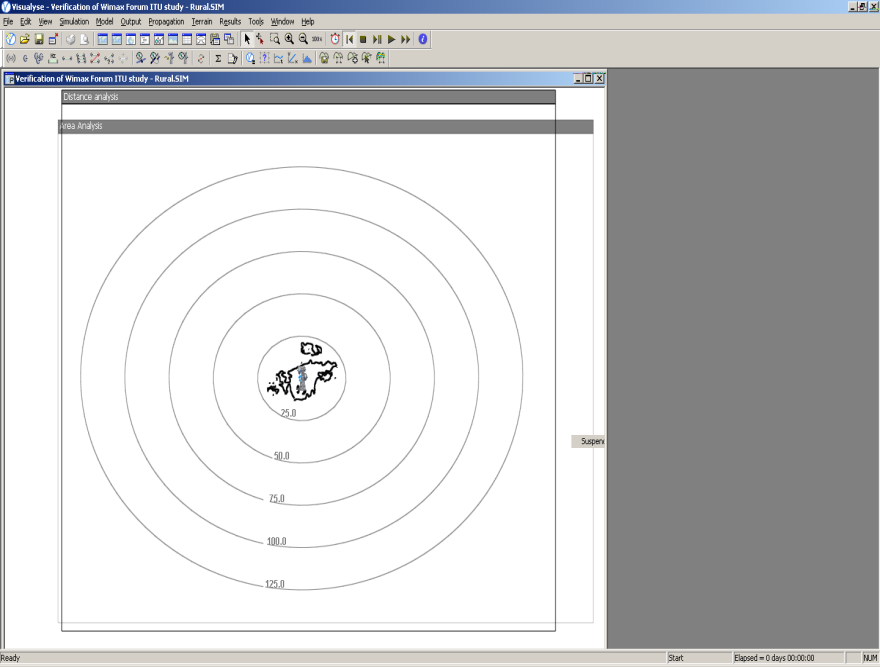 Visualyse - Verification of Wimax Forum ITU study - Rural.SIM
File Edit View Simulation Model Output Propagation Terrain Results Tools Window Help
100%
Verification of Wimax Forum ITU study - Rural.SIM
Distance analysis
Area Analysis
25.0
Suspen
50.0
75.0
100.0
125.0
Ready Start Elapsed = 0 days 00:00:00 NUM